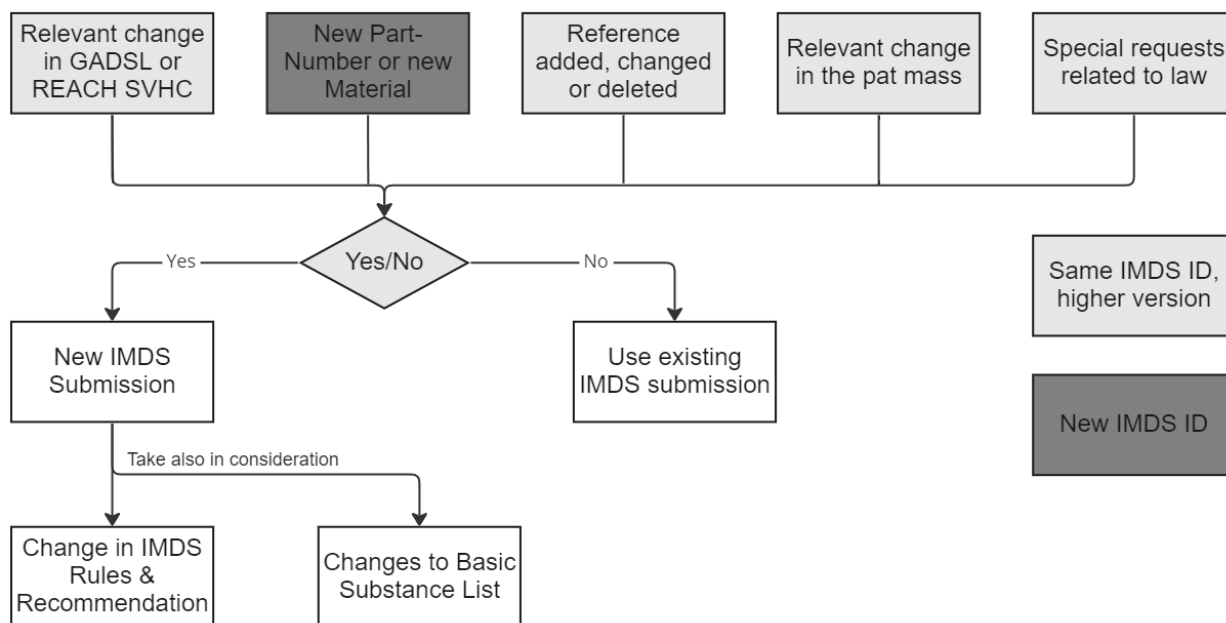 Relevant change
in GADSL or
REACH SVHC
New Part-
Number or new
Material
Reference
added, changed
or deleted
Relevant change
in the pat mass
Special requests
related to law
Yes
Yes/No
No
New IMDS
Submission
Use existing
IMDS submission
Same IMDS ID,
higher version
New IMDS ID
Take also in consideration
Change in IMDS
Rules &
Recommendation
Changes to Basic
Substance List